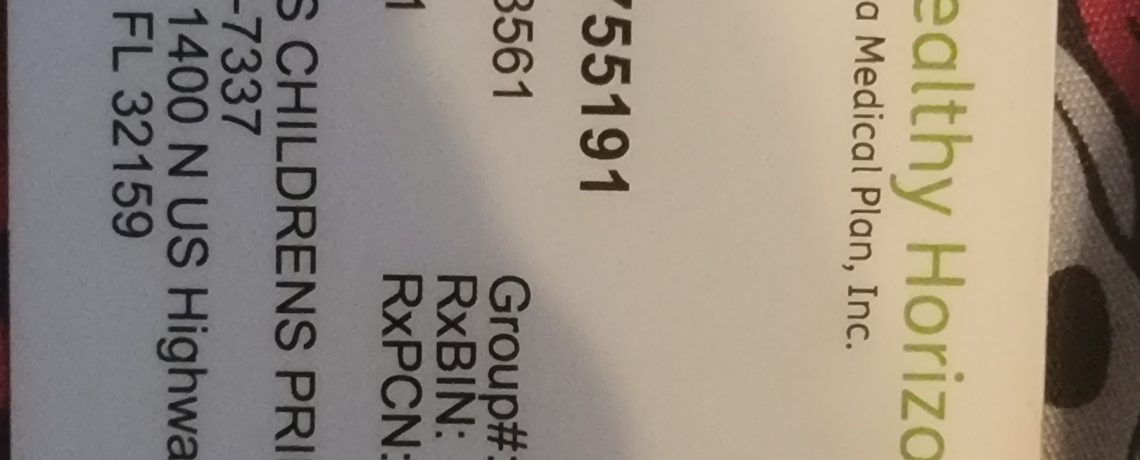 ealthy Horizo
a Medical Plan, Inc.
755191
3561 Group#:
RxBIN:
1 RxPCN:
S CHILDRENS PRI
-7337
1400 N US Highwa
FL 32159